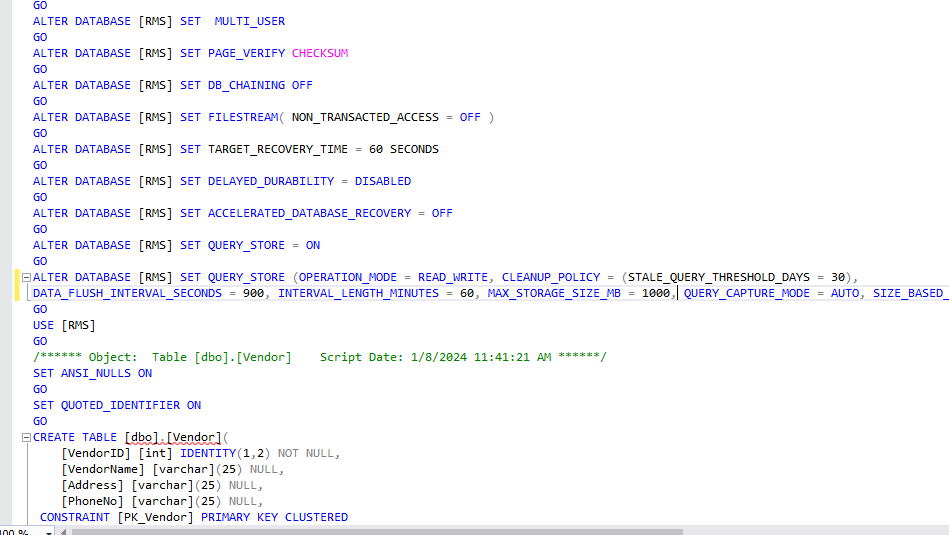 GO
ALTER DATABASE [RMS] SET  MULTI_USER
GO
ALTER DATABASE [RMS] SET PAGE_VERIFY CHECKSUM
GO
ALTER DATABASE [RMS] SET DB_CHAINING OFF
GO
ALTER DATABASE [RMS] SET FILESTREAM( NON_TRANSACTED_ACCESS = OFF )
GO
ALTER DATABASE [RMS] SET TARGET_RECOVERY_TIME = 60 SECONDS
GO
ALTER DATABASE [RMS] SET DELAYED_DURABILITY = DISABLED
GO
ALTER DATABASE [RMS] SET ACCELERATED_DATABASE_RECOVERY = OFF
GO
ALTER DATABASE [RMS] SET QUERY_STORE = ON
GO
ALTER DATABASE [RMS] SET QUERY_STORE (OPERATION_MODE = READ_WRITE, CLEANUP_POLICY = (STALE_QUERY_THRESHOLD_DAYS = 30),
DATA_FLUSH_INTERVAL_SECONDS = 900, INTERVAL_LENGTH_MINUTES = 60, MAX_STORAGE_SIZE_MB = 1000, QUERY_CAPTURE_MODE = AUTO, SIZE_BASED_
GO
USE [RMS]
GO
/****** Object:  Table [dbo].[Vendor]    Script Date: 1/8/2024 11:41:21 AM ******/
SET ANSI_NULLS ON
GO
SET QUOTED_IDENTIFIER ON
GO
CREATE TABLE [dbo].[Vendor](
    [VendorID] [int] IDENTITY(1,2) NOT NULL,
    [VendorName] [varchar](25) NULL,
    [Address] [varchar](25) NULL,
    [PhoneNo] [varchar](25) NULL,
 CONSTRAINT [PK_Vendor] PRIMARY KEY CLUSTERED